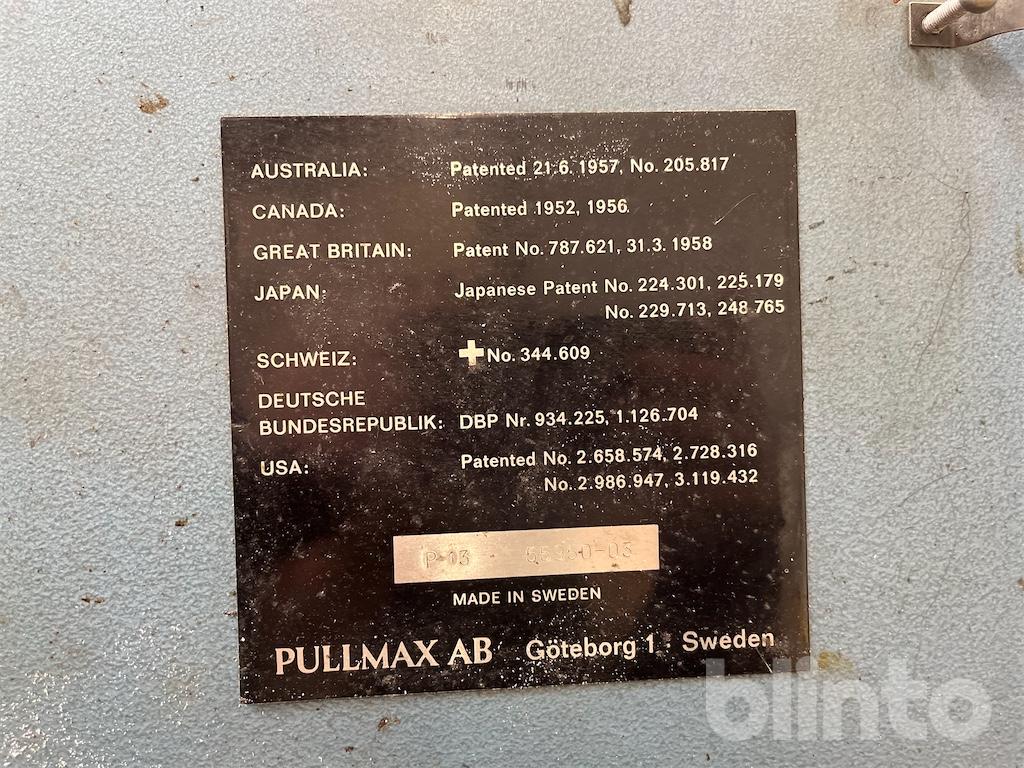 AUSTRALIA: Patented 21.6.1957, No. 205.817
CANADA: Patented 1952, 1956.
GREAT BRITAIN: Patent No. 787.621, 31.3.1958
JAPAN: Japanese Patent No. 224.301, 225.179
No. 229.713, 248.765
SCHWEIZ: No. 344.609
DEUTSCHE
BUNDESREPUBLIK: DBP Nr. 934.225, 1.126.704
USA: Patented No. 2.658.574, 2.728.316
No. 2.986.947, 3.119.432
P-13
MADE IN SWEDEN
PULLMAX AB Göteborg 1. Sweden
blinto